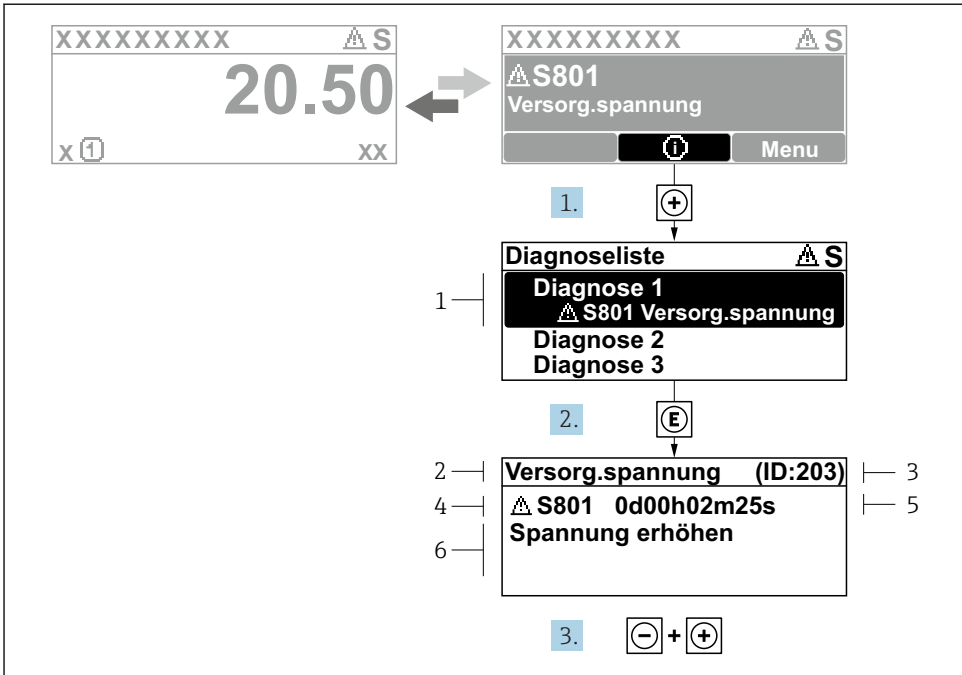 XXXXXXXXX ⚠ S
20.50
x 1 XX
XXXXXXXXX ⚠ S
⚠ S801
Versorg.spannung
i Menu
1. +
Diagnoseliste ⚠ S
1 Diagnose 1
⚠ S801 Versorg.spannung
Diagnose 2
Diagnose 3
2. E
2 Versorg.spannung (ID:203) 3
4 ⚠ S801 0d00h02m25s 5
6 Spannung erhöhen
3. - + +